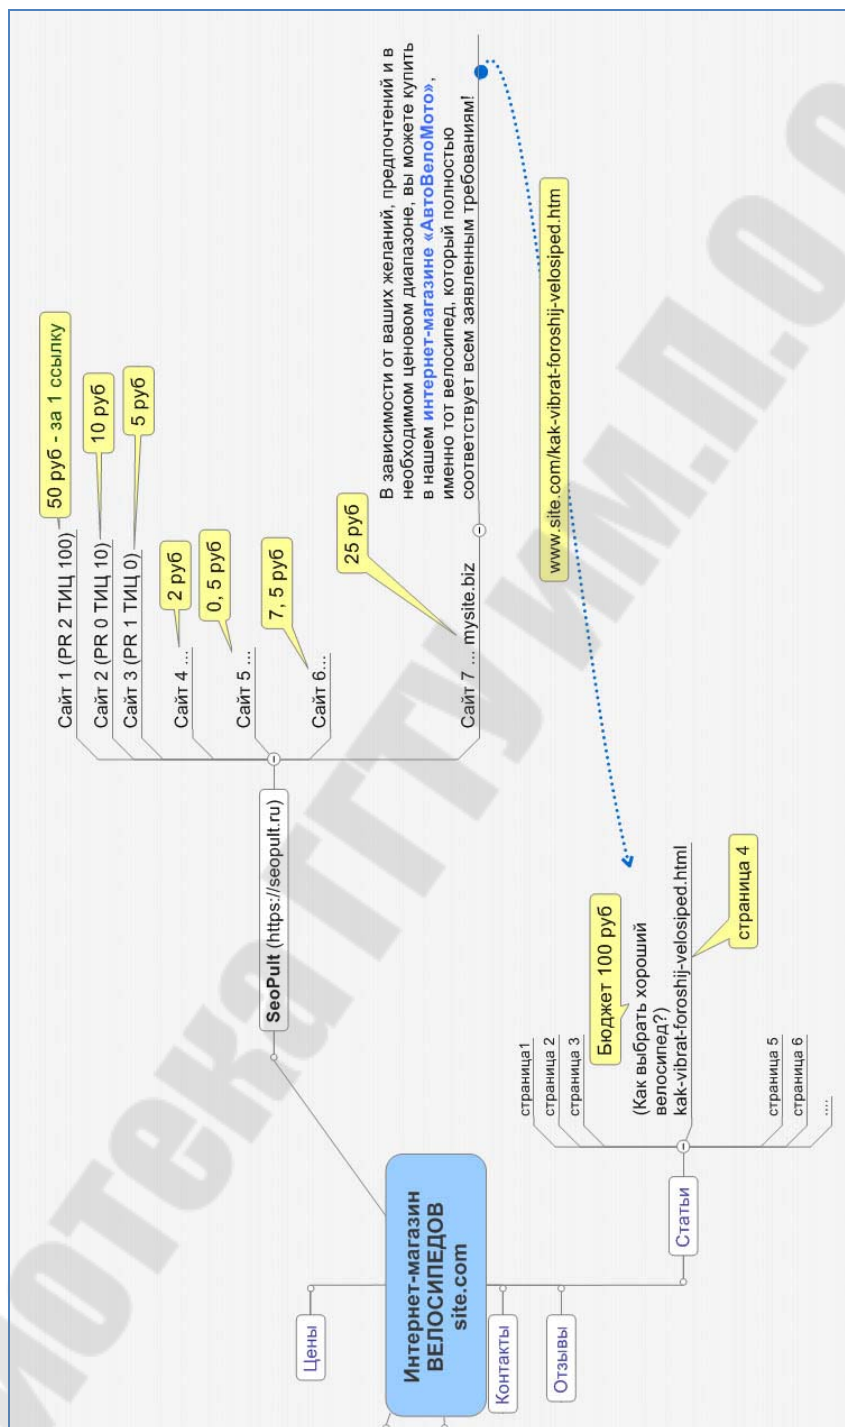 Сайт 1 (PR 2 ТИЦ 100)
50 руб - за 1 ссылку
Сайт 2 (PR 0 ТИЦ 10)
10 руб
Сайт 3 (PR 1 ТИЦ 0)
5 руб
Сайт 4 ...
2 руб
Сайт 5 ...
0, 5 руб
Сайт 6...
7, 5 руб
Сайт 7 ... mysite.biz
25 руб
В зависимости от ваших желаний, предпочтений и в
необходимом ценовом диапазоне, вы можете купить
в нашем интернет-магазине «АвтоВелоМото»,
именно тот велосипед, который полностью
соответствует всем заявленным требованиям!
SeoPult (https://seopult.ru)
www.site.com/kak-vibrat-foroshij-velosiped.htm
Цены
Интернет-магазин
ВЕЛОСИПЕДОВ
site.com
Контакты
Отзывы
Статьи
страница1
страница 2
страница 3
Бюджет 100 руб
(Как выбрать хороший
велосипед?)
kak-vibrat-foroshij-velosiped.html
страница 4
страница 5
страница 6
....
иотека ГГТУ им.П.О